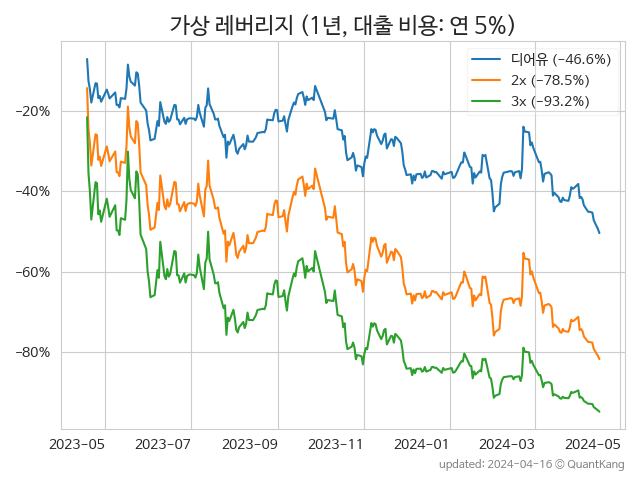 가상 레버리지 (1년, 대출 비용: 연 5%)
디어유 (−46.6%)
2x (−78.5%)
3x (−93.2%)
−20%
−40%
−60%
−80%
2023−05 2023−07 2023−09 2023−11 2024−01 2024−03 2024−05
updated: 2024−04−16 © QuantKang